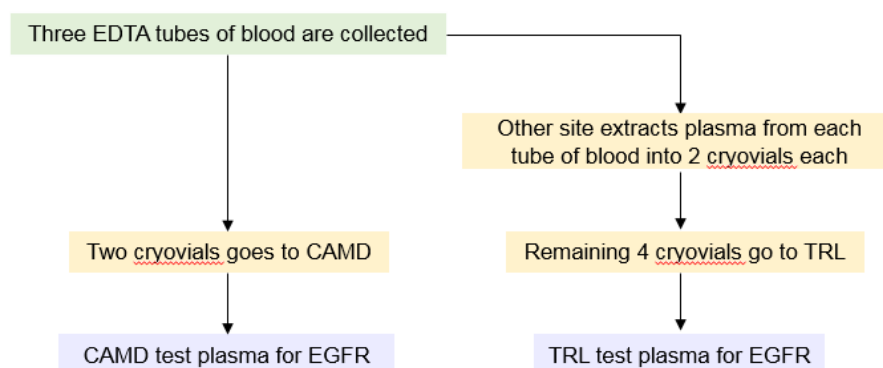 Three EDTA tubes of blood are collected
Other site extracts plasma from each
tube of blood into 2 cryovials each
Two cryovials goes to CAMD
Remaining 4 cryovials go to TRL
CAMD test plasma for EGFR
TRL test plasma for EGFR